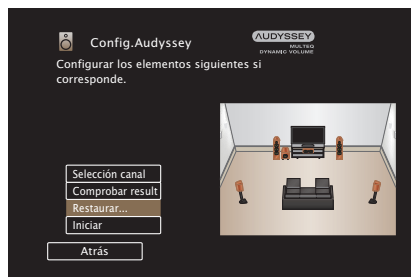 Config.Audyssey
AUDYSSEY
MULTEQ
DYNAMIC VOLUME
Configurar los elementos siguientes si
corresponde.
Selección canal
Comprobar result
Restaurar...
Iniciar
Atrás